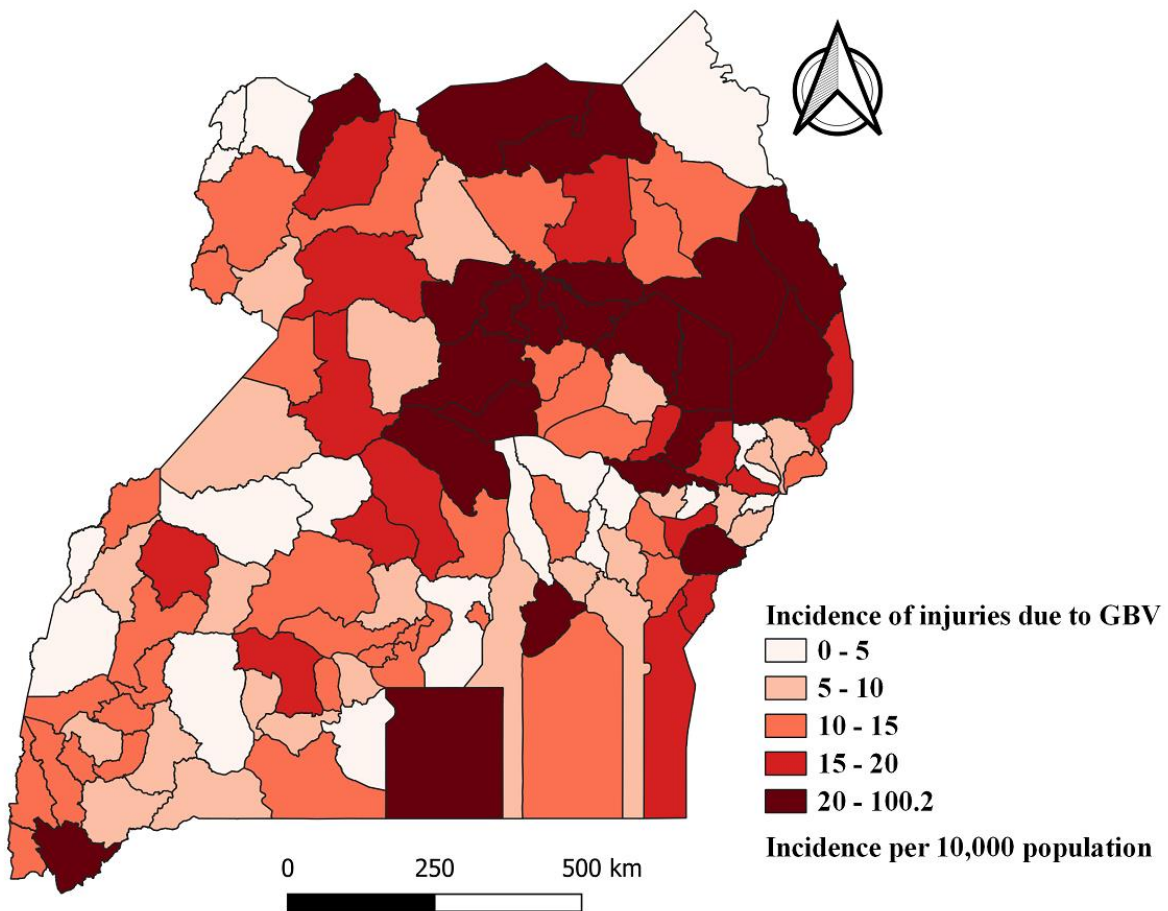 Incidence of injuries due to GBV
0 - 5
5 - 10
10 - 15
15 - 20
20 - 100.2
Incidence per 10,000 population
0 250 500 km